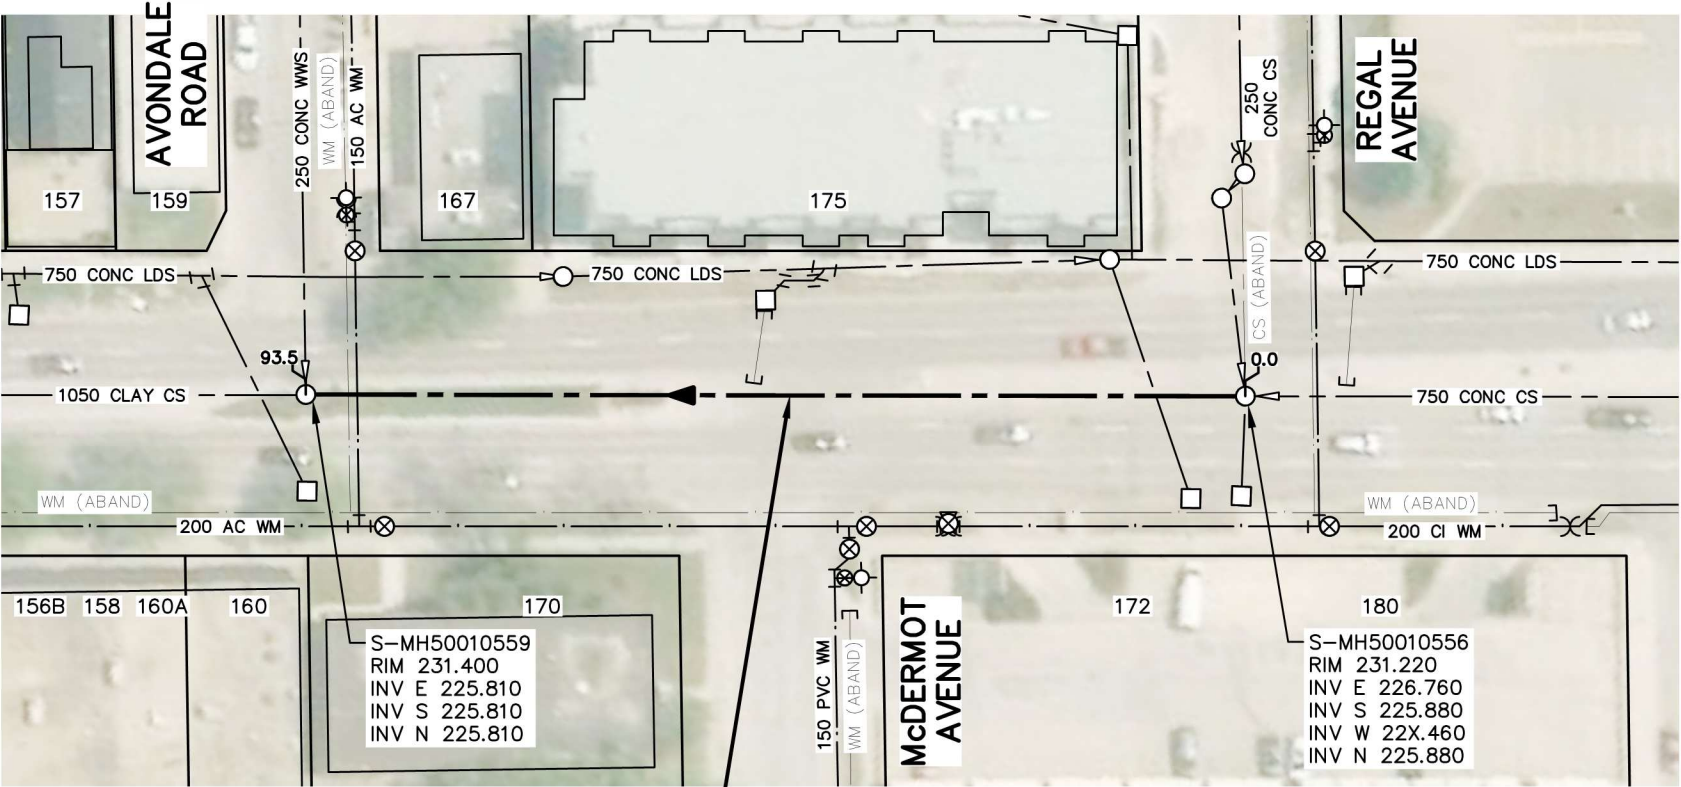 AVONDALE
ROAD
250 CONC WWS
WM (ABAND)
150 AC WM
250
CONC CS
REGAL
AVENUE
157
159
167
175
CS (ABAND)
750 CONC LDS
750 CONC LDS
750 CONC LDS
93.5
0.0
1050 CLAY CS
750 CONC CS
WM (ABAND)
WM (ABAND)
200 AC WM
200 CI WM
156B
158
160A
160
170
172
180
150 PVC WM
WM (ABAND)
McDERMOT
AVENUE
S-MH50010559
RIM 231.400
INV E 225.810
INV S 225.810
INV N 225.810
S-MH50010556
RIM 231.220
INV E 226.760
INV S 225.880
INV W 22X.460
INV N 225.880